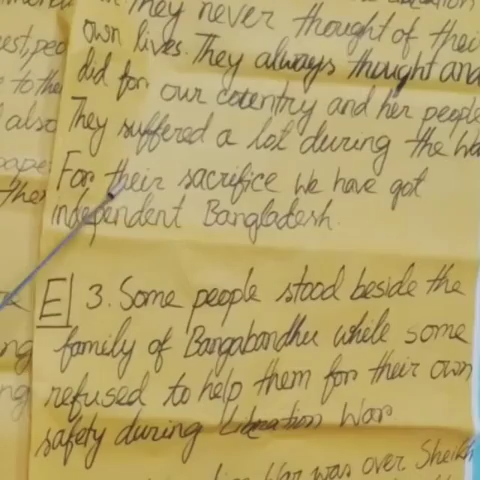 They never thought of their
own lives. They always thought and
did for our country and her people
They suffered a lot during the
For their sacrifice we have got
independent Bangladesh.
E 3. Some people stood beside the
family of Bangabandhu while some
refused to help them for their own
safety during Liberation War
War was over Sheikh
also